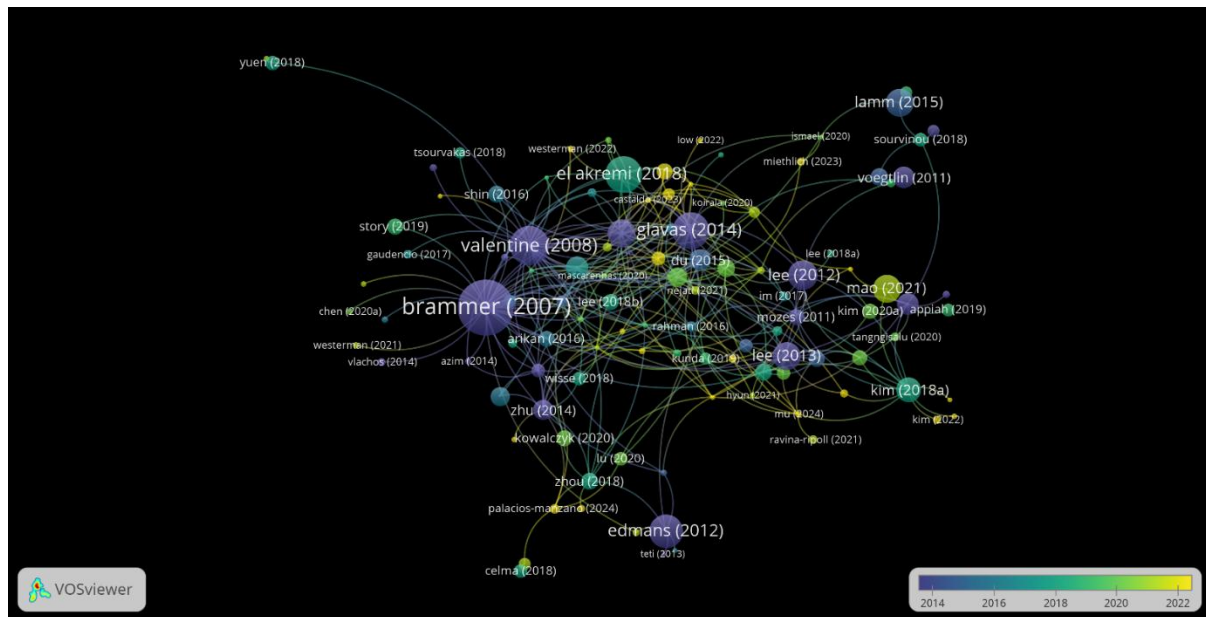 yuen (2018)
lamm (2015)
sourvinou (2018)
ismael (2020)
low (2022)
westerman (2022)
tsourvakas (2018)
miethlich (2023)
el akremi (2018)
voegtlin (2011)
shin (2016)
castaldo (2023)
koirala (2020)
story (2019)
glavas (2014)
valentine (2008)
gaudencio (2017)
lee (2018a)
du (2015)
mascarenhas (2020)
lee (2012)
mao (2021)
nejati (2021)
im (2017)
brammer (2007)
lee (2018b)
chen (2020a)
kim (2020a)
appiah (2019)
mozes (2011)
rahman (2016)
arikan (2016)
tangngisalu (2020)
westerman (2021)
vlachos (2014)
azim (2014)
lee (2013)
wisse (2018)
kim (2018a)
hyun (2021)
zhu (2014)
mu (2024)
kim (2022)
kowalczyk (2020)
ravina-ripoll (2021)
lu (2020)
zhou (2018)
palacios-manzano (2024)
edmans (2012)
teti (2013)
celma (2018)
VOSviewer
2014 2016 2018 2020 2022